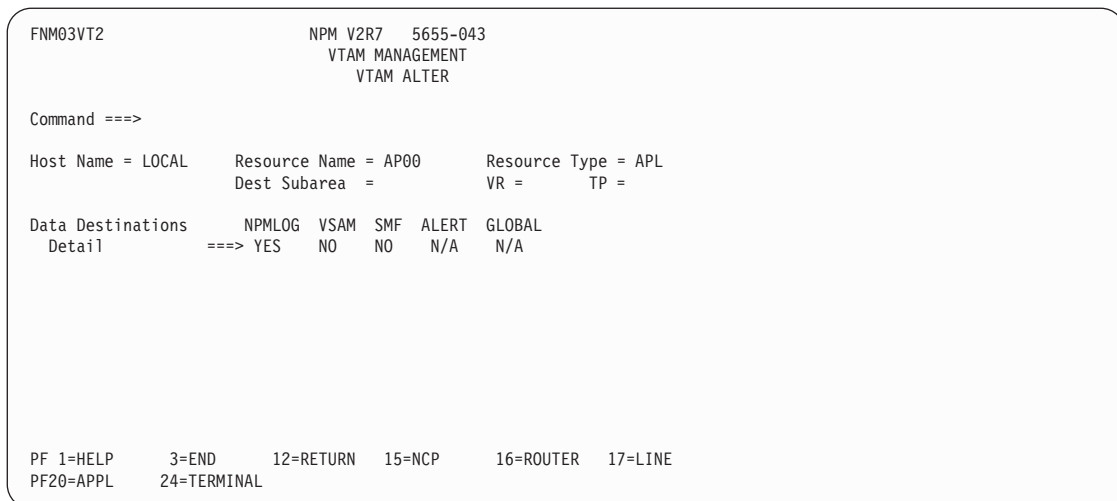 FNM03VT2 NPM V2R7 5655-043
VTAM MANAGEMENT
VTAM ALTER
Command ===>
Host Name = LOCAL Resource Name = AP00 Resource Type = APL
Dest Subarea = VR = TP =
Data Destinations NPMLOG VSAM SMF ALERT GLOBAL
Detail ===> YES NO NO N/A N/A
PF 1=HELP 3=END 12=RETURN 15=NCP 16=ROUTER 17=LINE
PF20=APPL 24=TERMINAL